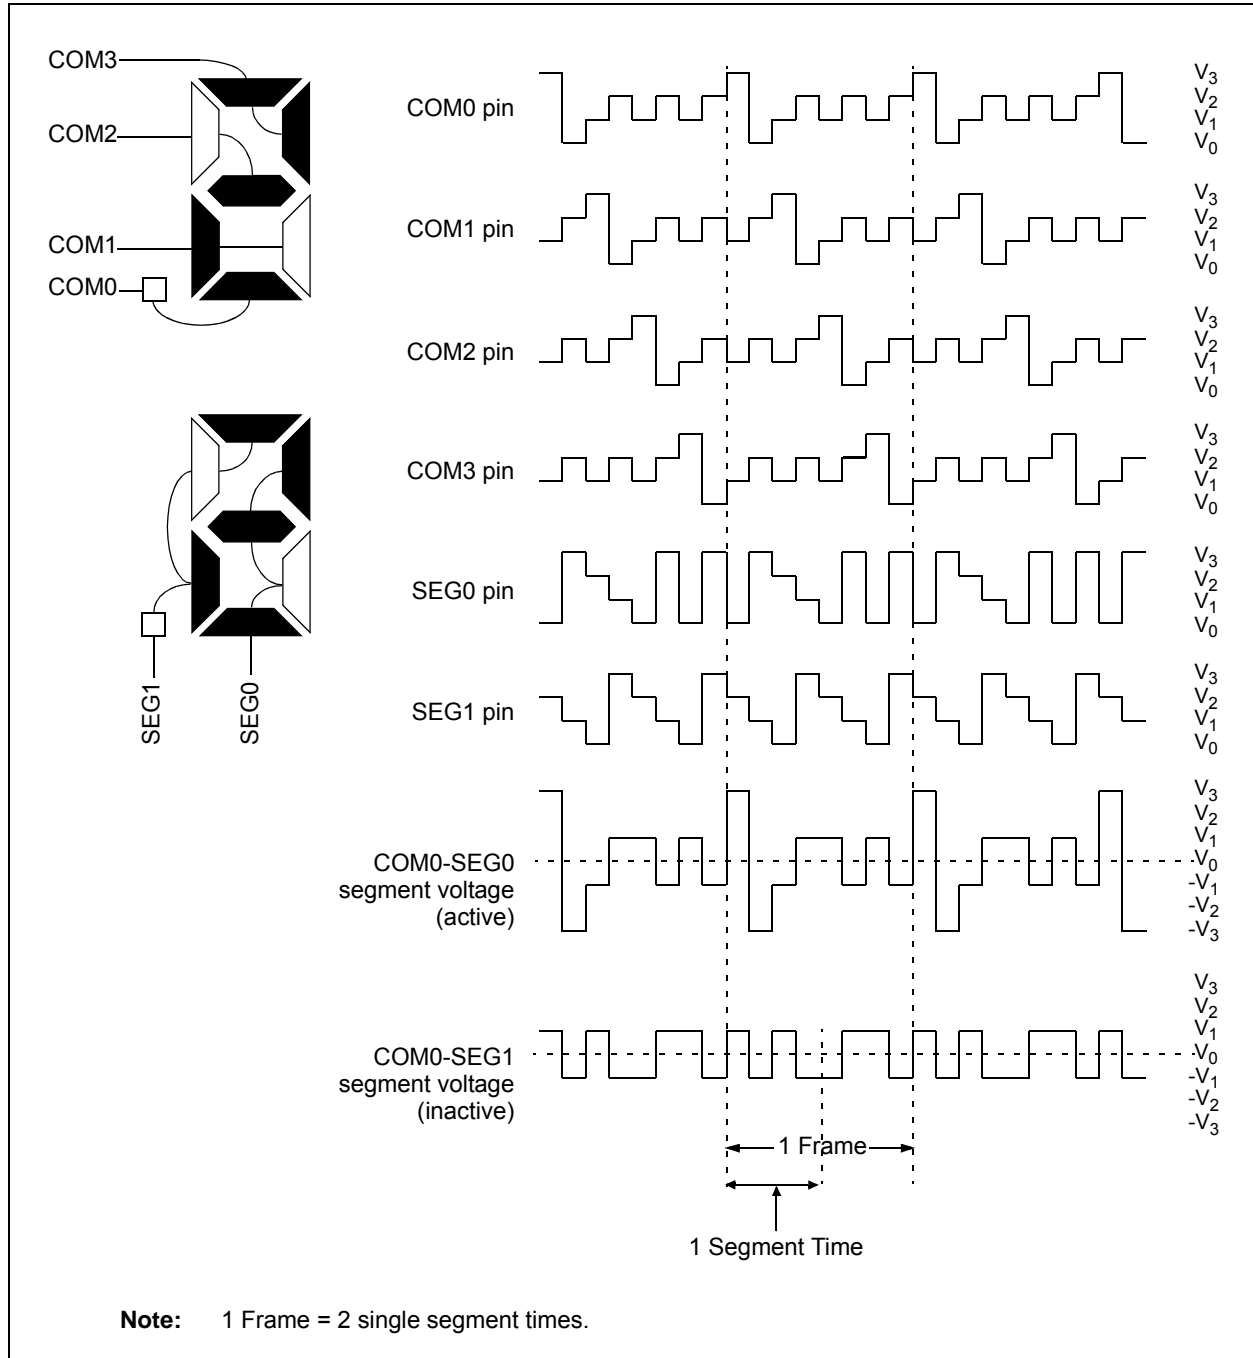 COM3
COM2
COM1
COM0
SEG1
SEG0
COM0 pin
V3
V2
V1
V0
COM1 pin
V3
V2
V1
V0
COM2 pin
V3
V2
V1
V0
COM3 pin
V3
V2
V1
V0
SEG0 pin
V3
V2
V1
V0
SEG1 pin
V3
V2
V1
V0
COM0-SEG0
segment voltage
(active)
V3
V2
V1
V0
-V1
-V2
-V3
COM0-SEG1
segment voltage
(inactive)
V3
V2
V1
V0
-V1
-V2
-V3
1 Frame
1 Segment Time
Note: 1 Frame = 2 single segment times.